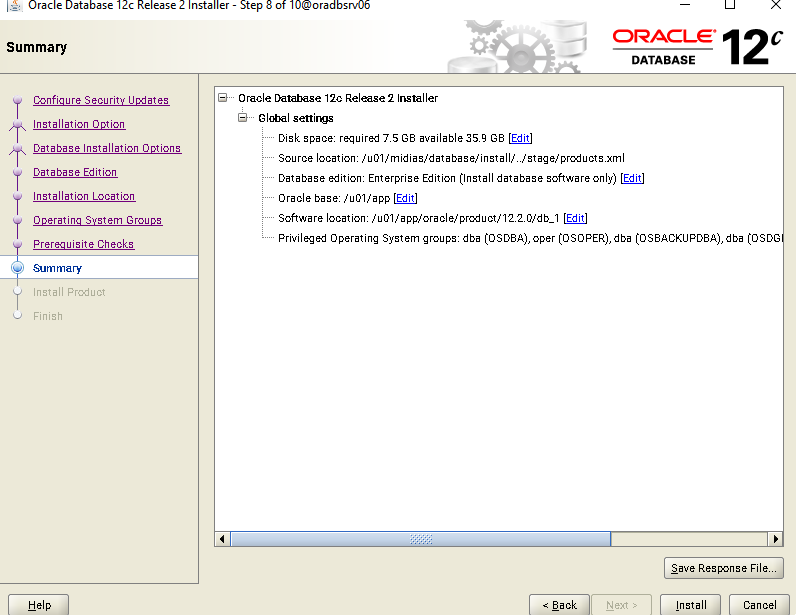 Oracle Database 12c Release 2 Installer - Step 8 of 10@oradbsrv06
Summary
ORACLE
DATABASE
12c
Configure Security Updates
Installation Option
Database Installation Options
Database Edition
Installation Location
Operating System Groups
Prerequisite Checks
Summary
Install Product
Finish
Oracle Database 12c Release 2 Installer
Global settings
Disk space: required 7.5 GB available 35.9 GB [Edit]
Source location: /u01/midias/database/install/../stage/products.xml
Database edition: Enterprise Edition (Install database software only) [Edit]
Oracle base: /u01/app [Edit]
Software location: /u01/app/oracle/product/12.2.0/db_1 [Edit]
Privileged Operating System groups: dba (OSDBA), oper (OSOPER), dba (OSBACKUPDBA), dba (OSDG
Save Response File...
Help
< Back
Next >
Install
Cancel